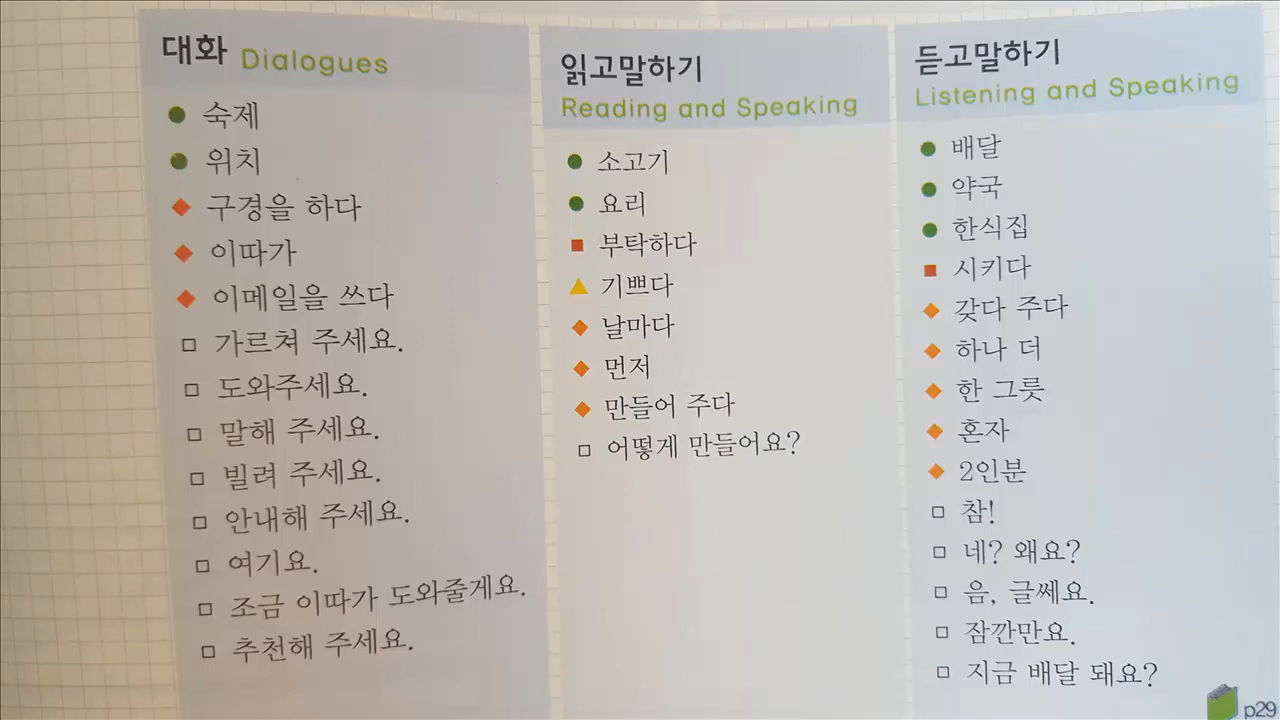 대화 Dialogues
숙제
위치
구경을 하다
이따가
이메일을 쓰다
가르쳐 주세요.
도와주세요.
말해 주세요.
빌려 주세요.
안내해 주세요.
여기요.
조금 이따가 도와줄게요.
추천해 주세요.
읽고말하기
Reading and Speaking
소고기
요리
부탁하다
기쁘다
날마다
먼저
만들어 주다
어떻게 만들어요?
듣고말하기
Listening and Speaking
배달
약국
한식집
시키다
갖다 주다
하나 더
한 그릇
혼자
2인분
참!
네? 왜요?
음, 글쎄요.
잠깐만요.
지금 배달 돼요?
p29